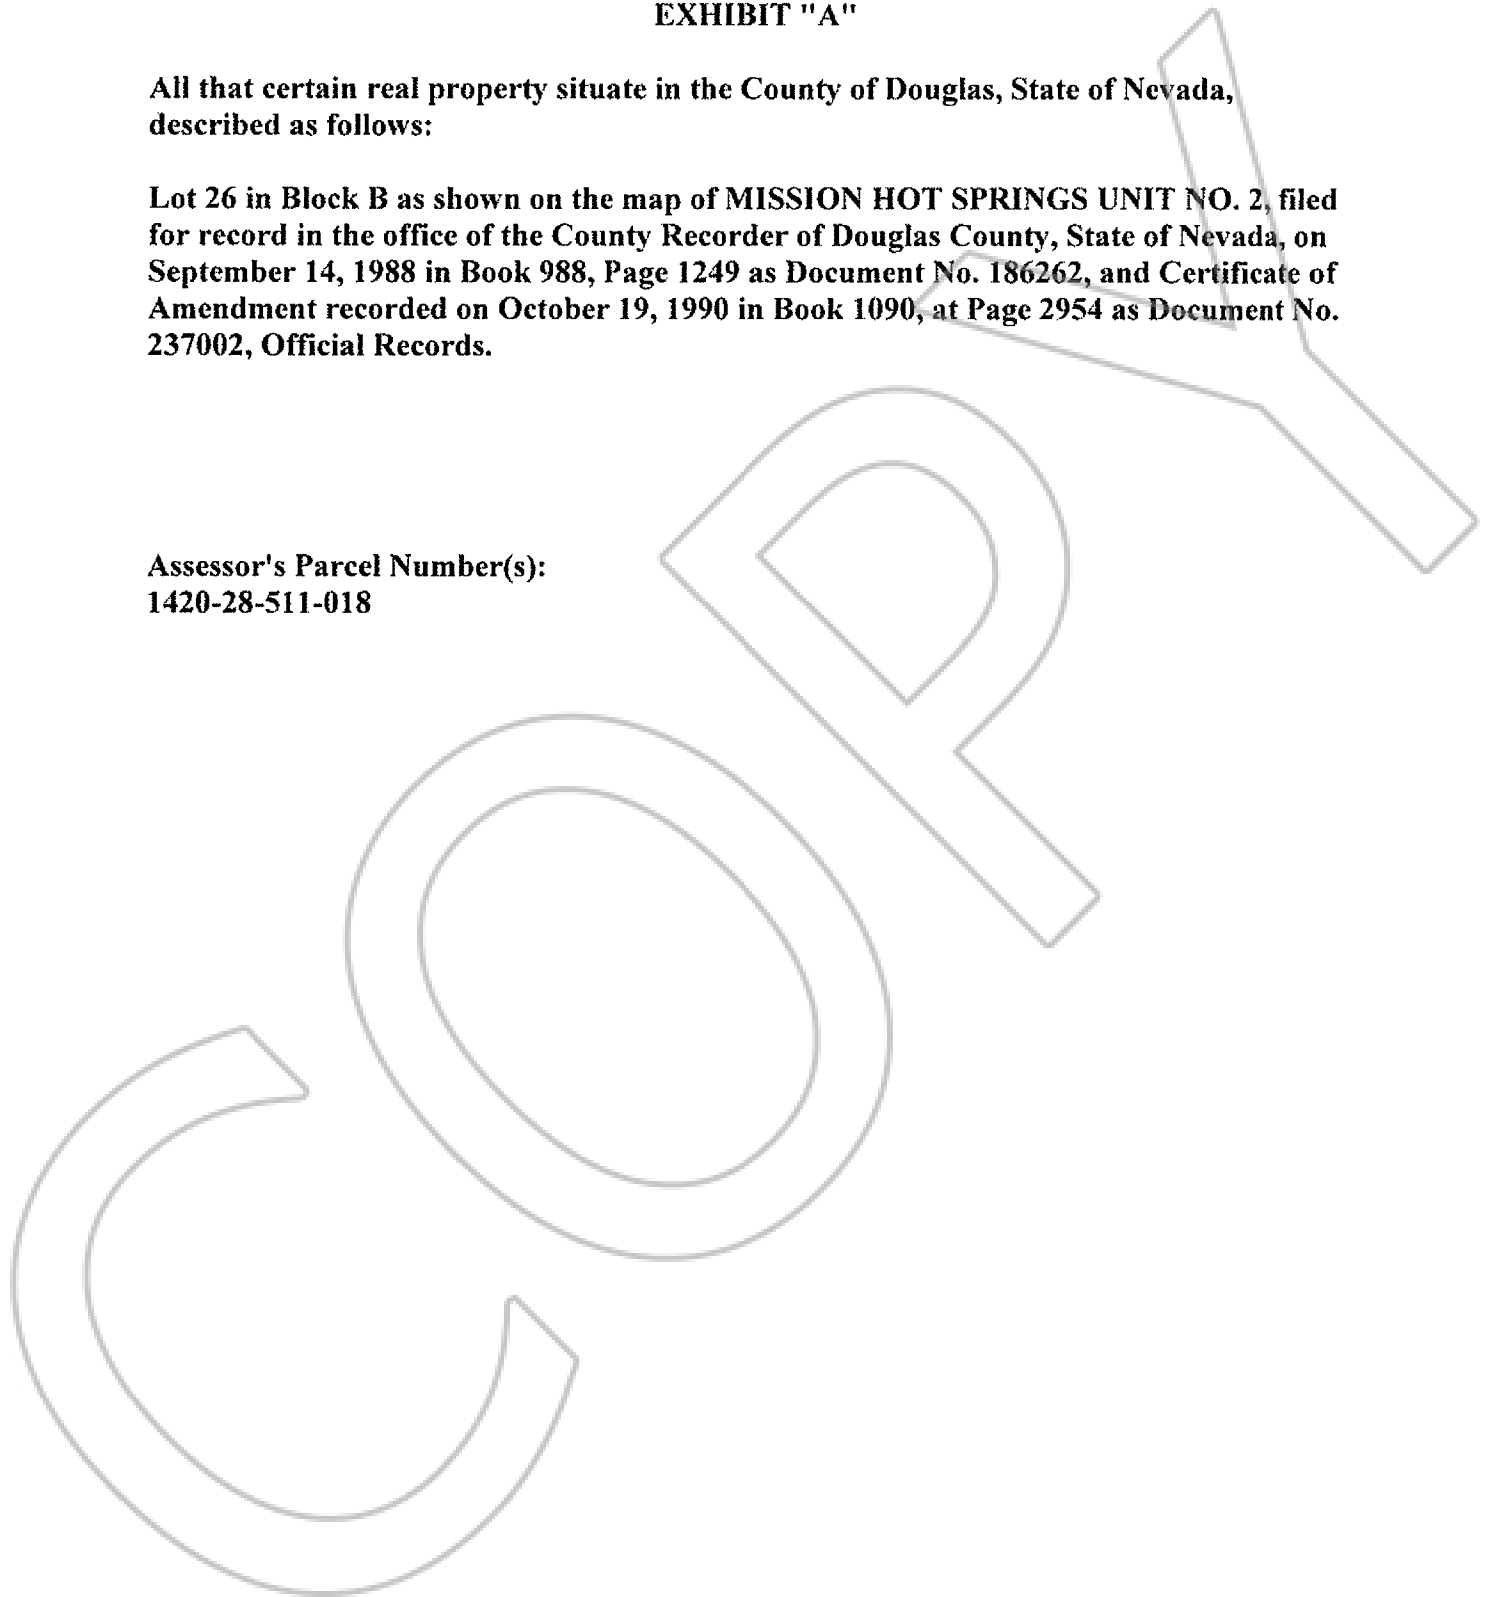 EXHIBIT "A"
All that certain real property situate in the County of Douglas, State of Nevada,
described as follows:
Lot 26 in Block B as shown on the map of MISSION HOT SPRINGS UNIT NO. 2, filed
for record in the office of the County Recorder of Douglas County, State of Nevada, on
September 14, 1988 in Book 988, Page 1249 as Document No. 186262, and Certificate of
Amendment recorded on October 19, 1990 in Book 1090, at Page 2954 as Document No.
237002, Official Records.
Assessor's Parcel Number(s):
1420-28-511-018
COPY